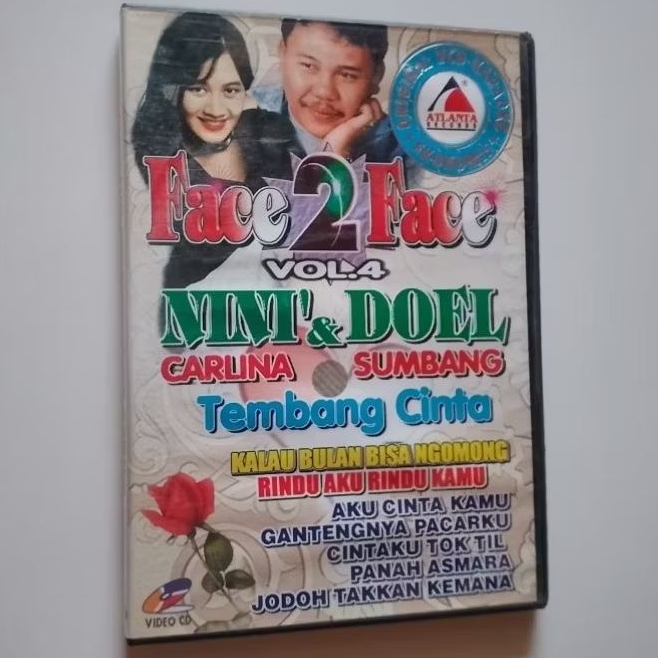 ATLANTA
RECORDS
Face 2 Face
VOL.4
NINI' & DOEL
CARLINA SUMBANG
Tembang Cinta
KALAU BULAN BISA NGOMONG
RINDU AKU RINDU KAMU
AKU CINTA KAMU
GANTENGNYA PACARKU
CINTAKU TOK TIL
PANAH ASMARA
JODOH TAKKAN KEMANA
VIDEO CD